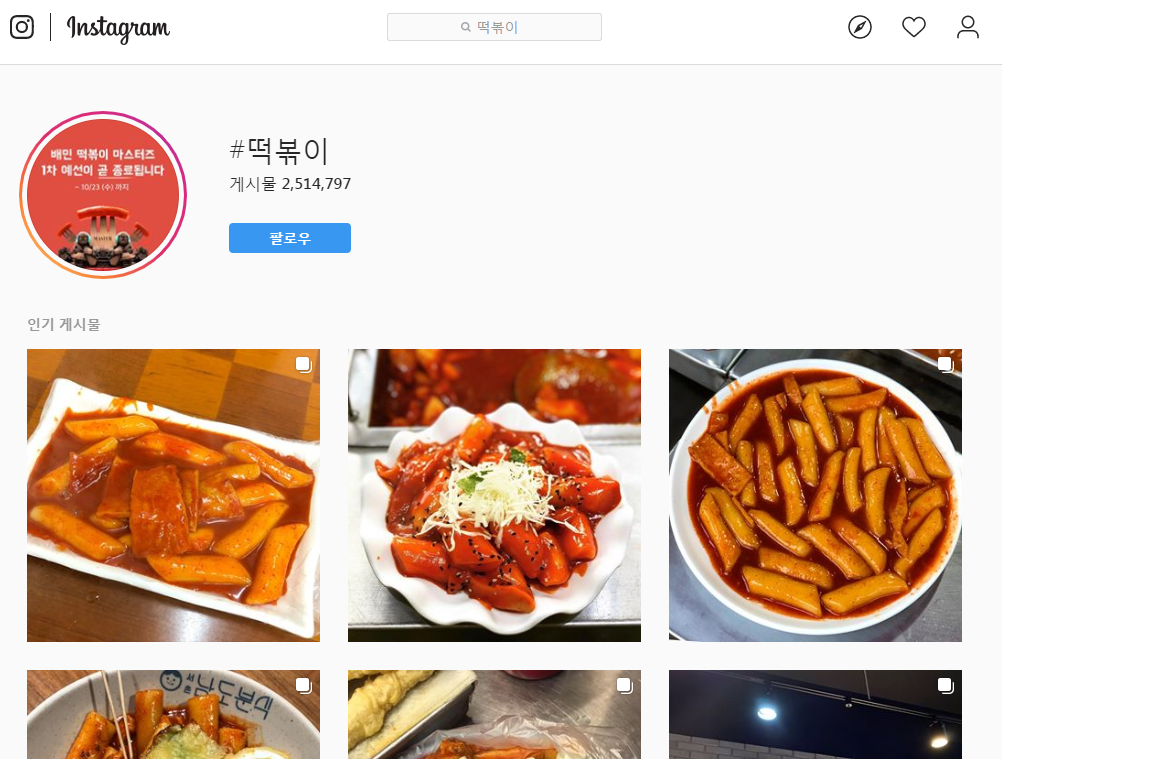 Instagram
떡볶이
배민 떡볶이 마스터즈
1차 예선이 곧 종료됩니다
~ 10/23 (수) 까지
MASTER
#떡볶이
게시물 2,514,797
팔로우
인기 게시물
서촌
남도분식